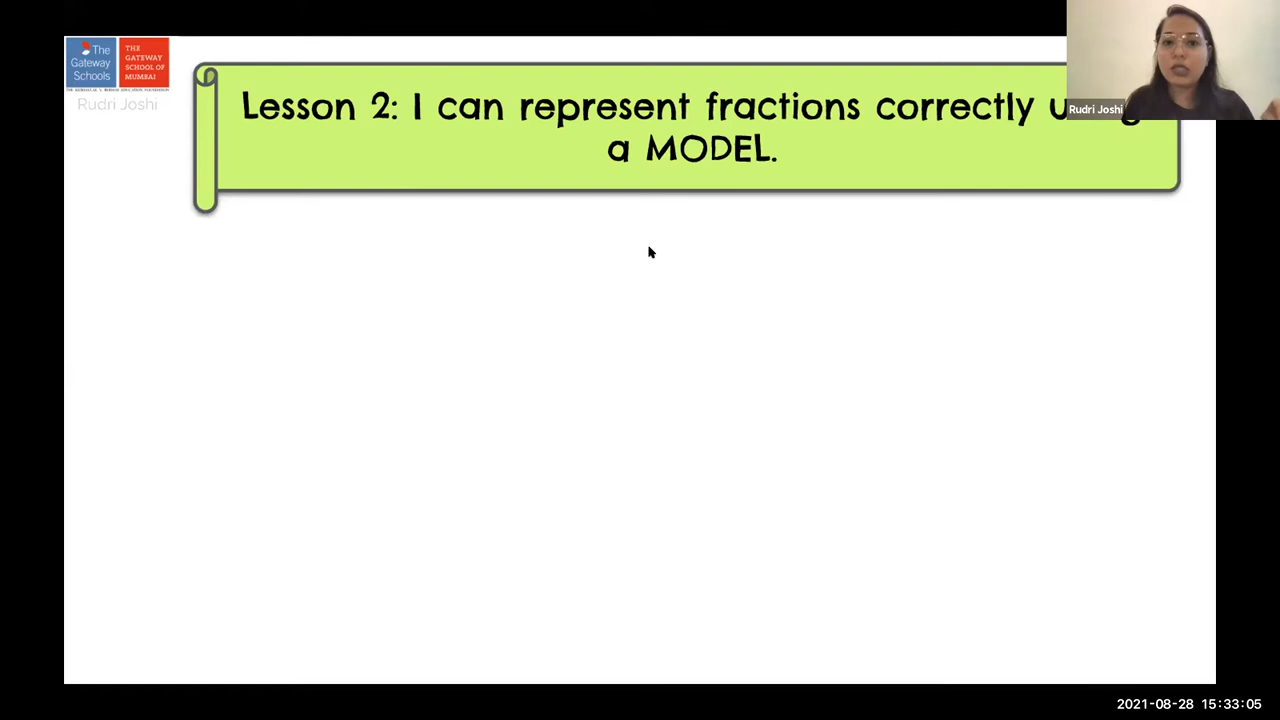 The
Gateway
Schools
THE
GATEWAY
SCHOOL OF
MUMBAI
Rudri Joshi
Lesson 2: I can represent fractions correctly
a MODEL.
Rudri Joshi
2021-08-28 15:33:05